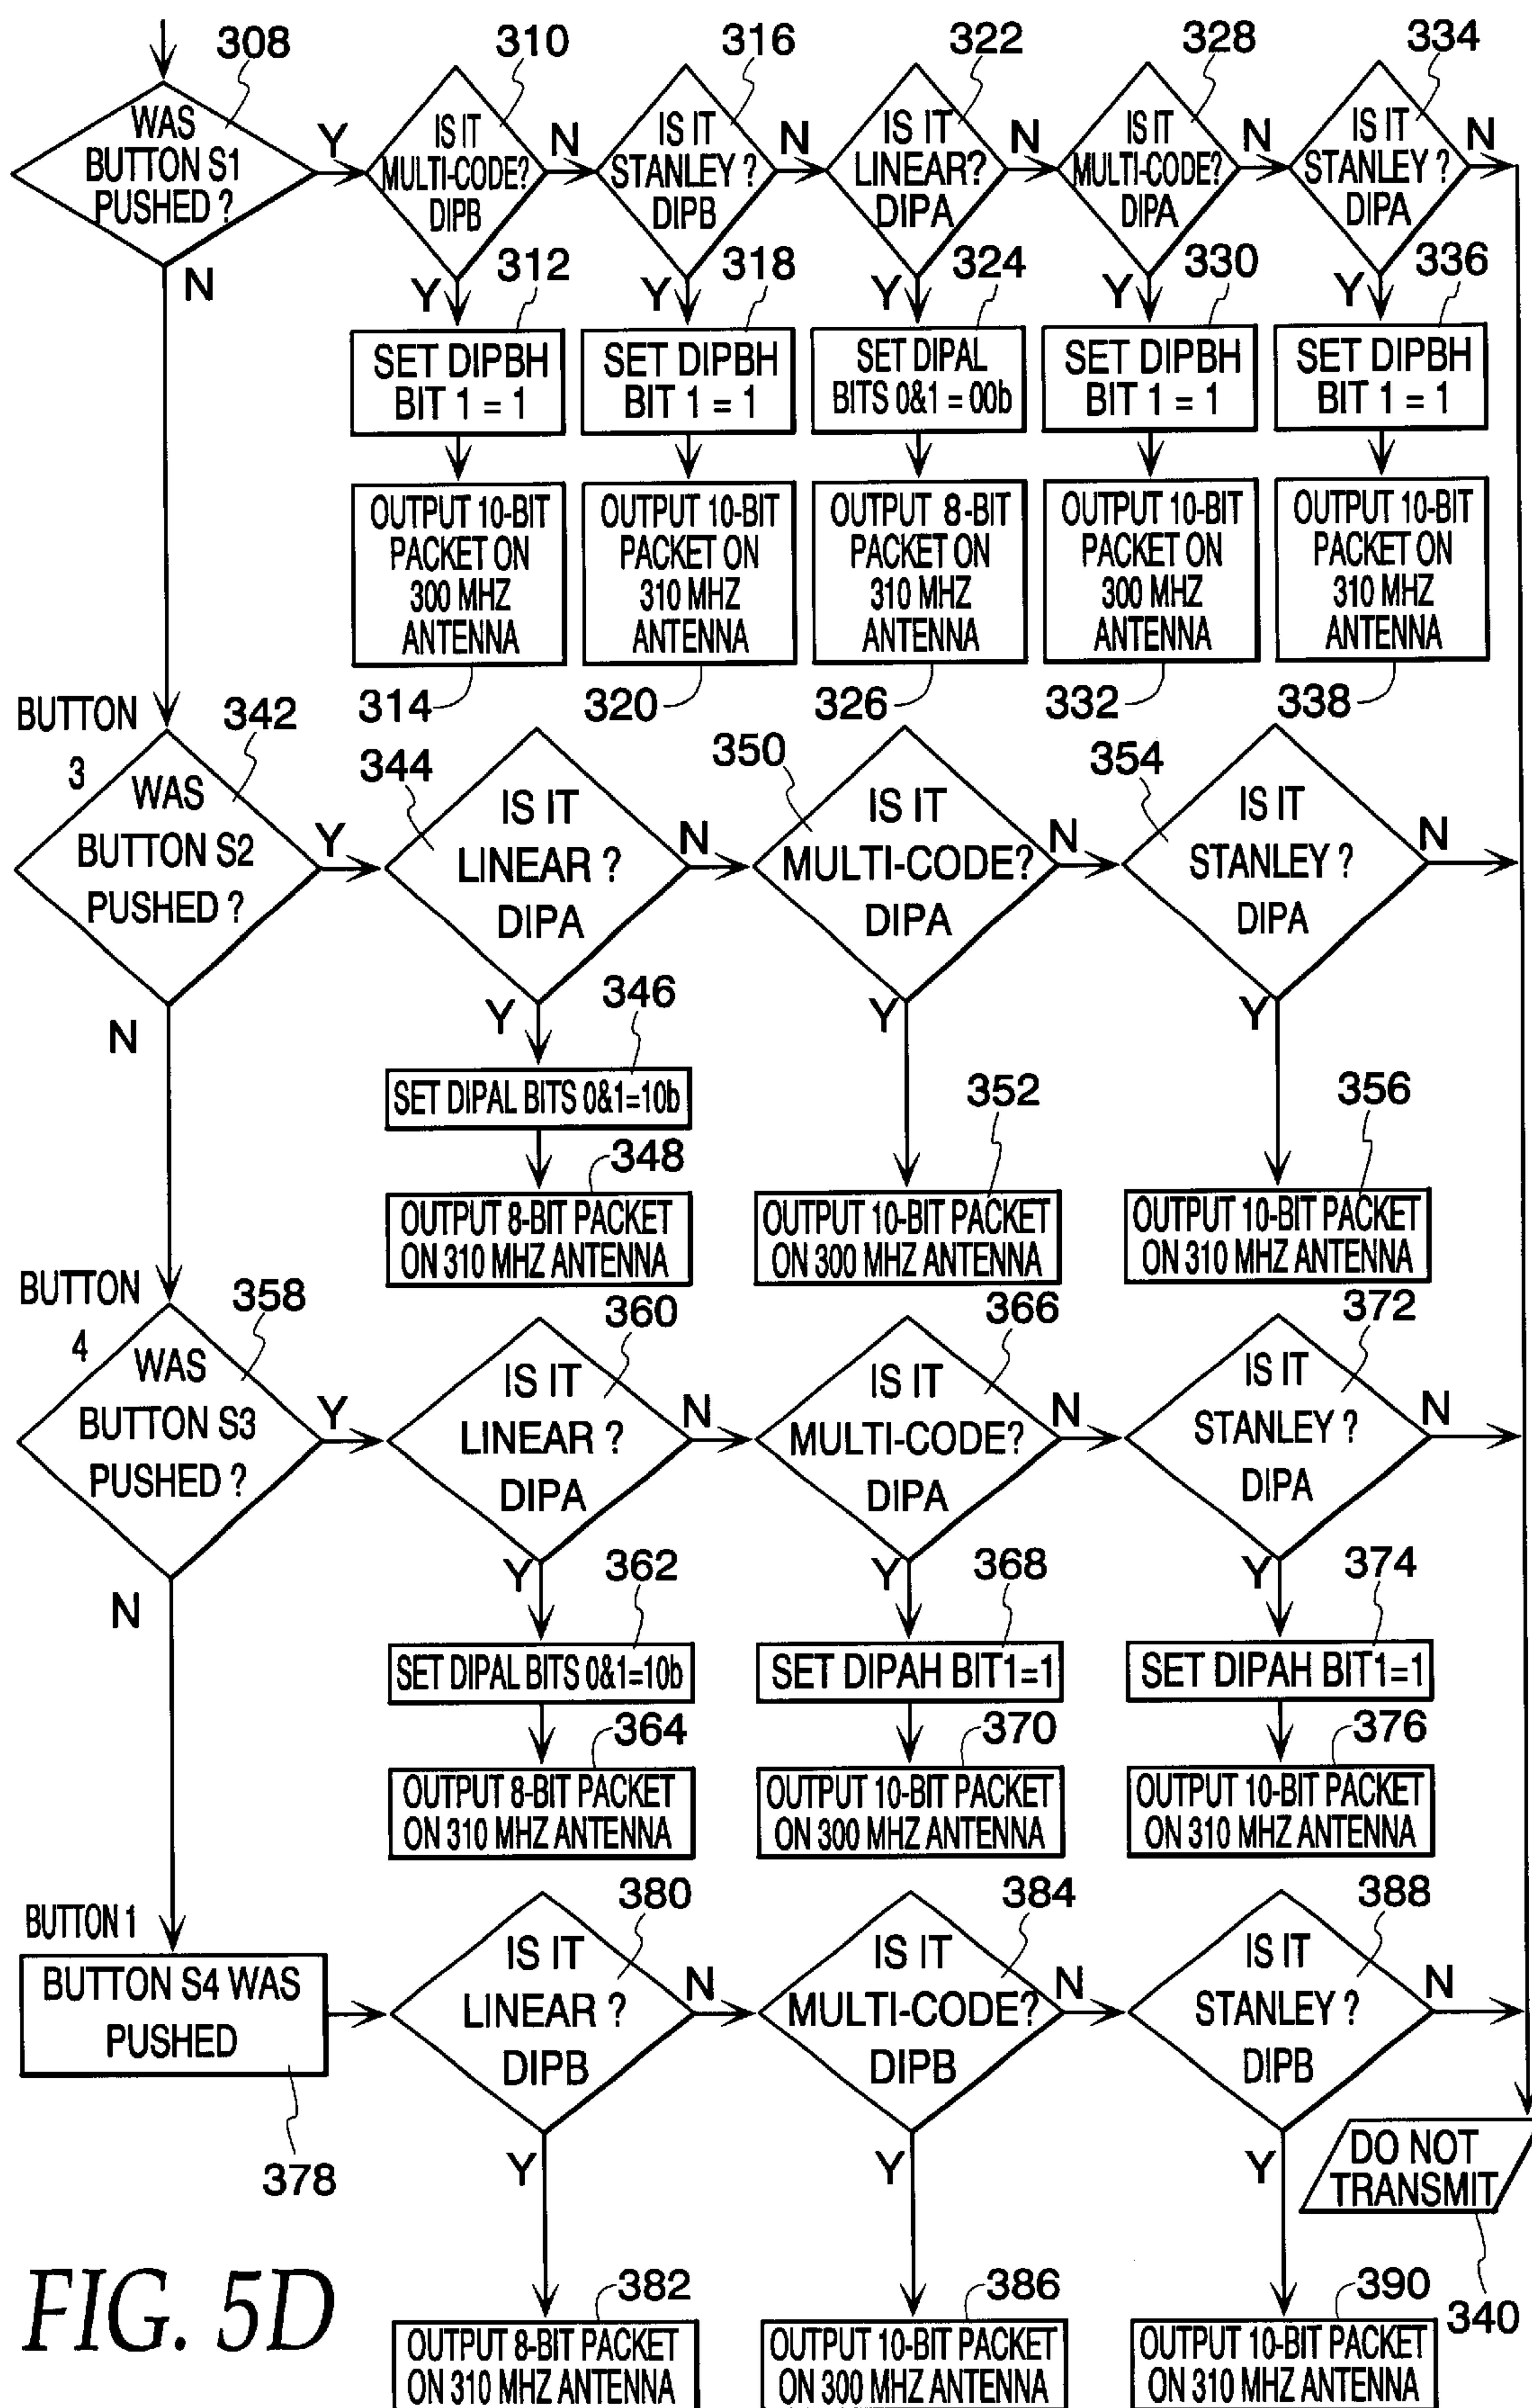 308
310
316
322
328
334
WAS
BUTTON S1
PUSHED ?
Y
N
IS IT
MULTI-CODE?
DIPB
N
Y
IS IT
STANLEY ?
DIPB
N
Y
IS IT
LINEAR?
DIPA
N
Y
IS IT
MULTI-CODE?
DIPA
N
Y
IS IT
STANLEY ?
DIPA
N
Y
312
318
324
330
336
SET DIPBH
BIT 1 = 1
SET DIPBH
BIT 1 = 1
SET DIPAL
BITS 0&1 = 00b
SET DIPBH
BIT 1 = 1
SET DIPBH
BIT 1 = 1
OUTPUT 10-BIT
PACKET ON
300 MHZ
ANTENNA
OUTPUT 10-BIT
PACKET ON
310 MHZ
ANTENNA
OUTPUT 8-BIT
PACKET ON
310 MHZ
ANTENNA
OUTPUT 10-BIT
PACKET ON
300 MHZ
ANTENNA
OUTPUT 10-BIT
PACKET ON
310 MHZ
ANTENNA
314
320
326
332
338
BUTTON
3
342
WAS
BUTTON S2
PUSHED ?
Y
N
344
IS IT
LINEAR ?
DIPA
N
Y
350
IS IT
MULTI-CODE?
DIPA
N
Y
354
IS IT
STANLEY ?
DIPA
N
Y
346
SET DIPAL BITS 0&1=10b
348
OUTPUT 8-BIT PACKET
ON 310 MHZ ANTENNA
352
OUTPUT 10-BIT PACKET
ON 300 MHZ ANTENNA
356
OUTPUT 10-BIT PACKET
ON 310 MHZ ANTENNA
BUTTON
4
358
WAS
BUTTON S3
PUSHED ?
Y
N
360
IS IT
LINEAR ?
DIPA
N
Y
366
IS IT
MULTI-CODE?
DIPA
N
Y
372
IS IT
STANLEY ?
DIPA
N
Y
362
SET DIPAL BITS 0&1=10b
368
SET DIPAH BIT1=1
374
SET DIPAH BIT1=1
364
OUTPUT 8-BIT PACKET
ON 310 MHZ ANTENNA
370
OUTPUT 10-BIT PACKET
ON 300 MHZ ANTENNA
376
OUTPUT 10-BIT PACKET
ON 310 MHZ ANTENNA
BUTTON 1
BUTTON S4 WAS
PUSHED
378
380
IS IT
LINEAR ?
DIPB
N
Y
384
IS IT
MULTI-CODE?
DIPB
N
Y
388
IS IT
STANLEY ?
DIPB
N
Y
DO NOT
TRANSMIT
340
382
OUTPUT 8-BIT PACKET
ON 310 MHZ ANTENNA
386
OUTPUT 10-BIT PACKET
ON 300 MHZ ANTENNA
390
OUTPUT 10-BIT PACKET
ON 310 MHZ ANTENNA
FIG. 5D